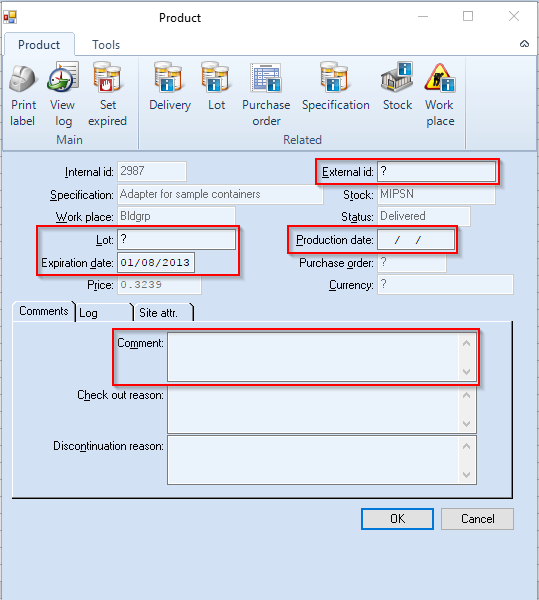 Product
Product Tools
Print label View log Set expired Delivery Lot Purchase order Specification Stock Work place
Main Related
Internal id: 2987 External id: ?
Specification: Adapter for sample containers Stock: MIPSN
Work place: Bldgrp Status: Delivered
Lot: ? Production date: / /
Expiration date: 01/08/2013 Purchase order: ?
Price: 0.3239 Currency: ?
Comments Log Site attr.
Comment:
Check out reason:
Discontinuation reason:
OK Cancel